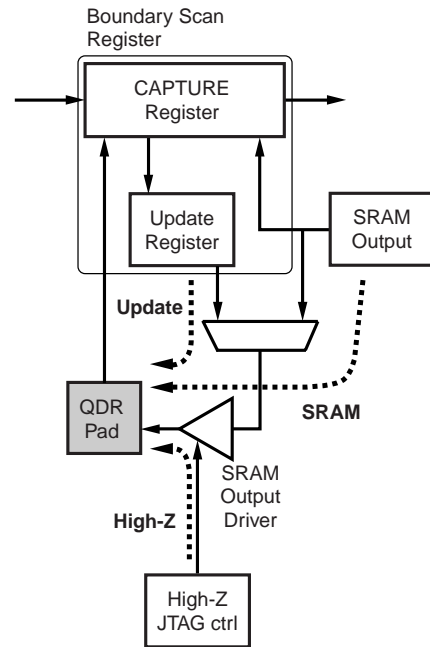 Boundary Scan
Register
CAPTURE
Register
Update
Register
SRAM
Output
Update
SRAM
QDR
Pad
SRAM
Output
Driver
High-Z
High-Z
JTAG ctrl